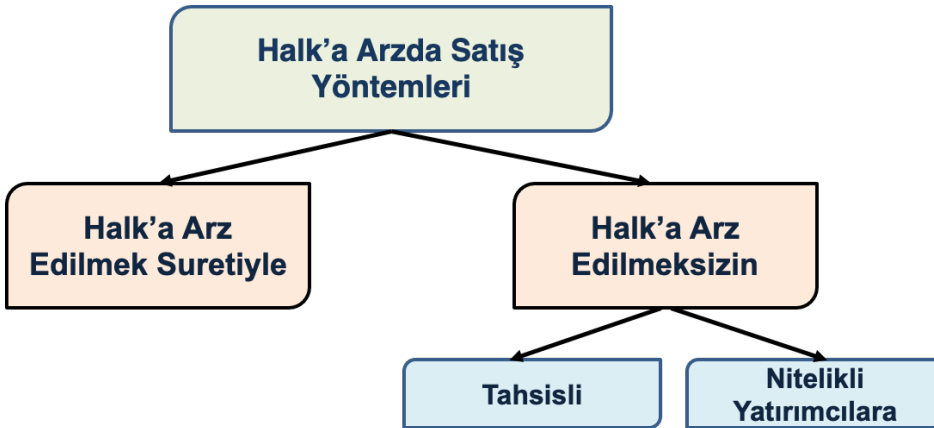 Halk’a Arzda Satış
Yöntemleri
Halk’a Arz
Edilmek Suretiyle
Halk’a Arz
Edilmeksizin
Tahsisli
Nitelikli
Yatırımcılara